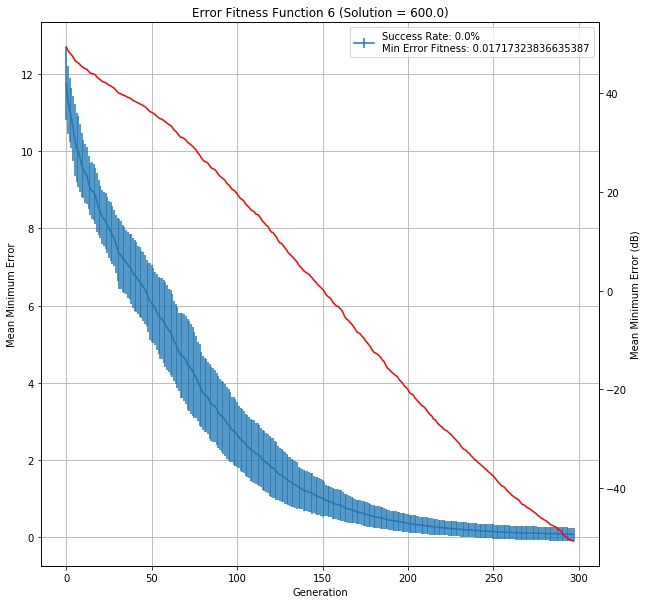 Error Fitness Function 6 (Solution = 600.0)
Success Rate: 0.0%
Min Error Fitness: 0.01717323836635387
Mean Minimum Error
12
10
8
6
4
2
0
40
20
0
−20
−40
Mean Minimum Error (dB)
0 50 100 150 200 250 300
Generation